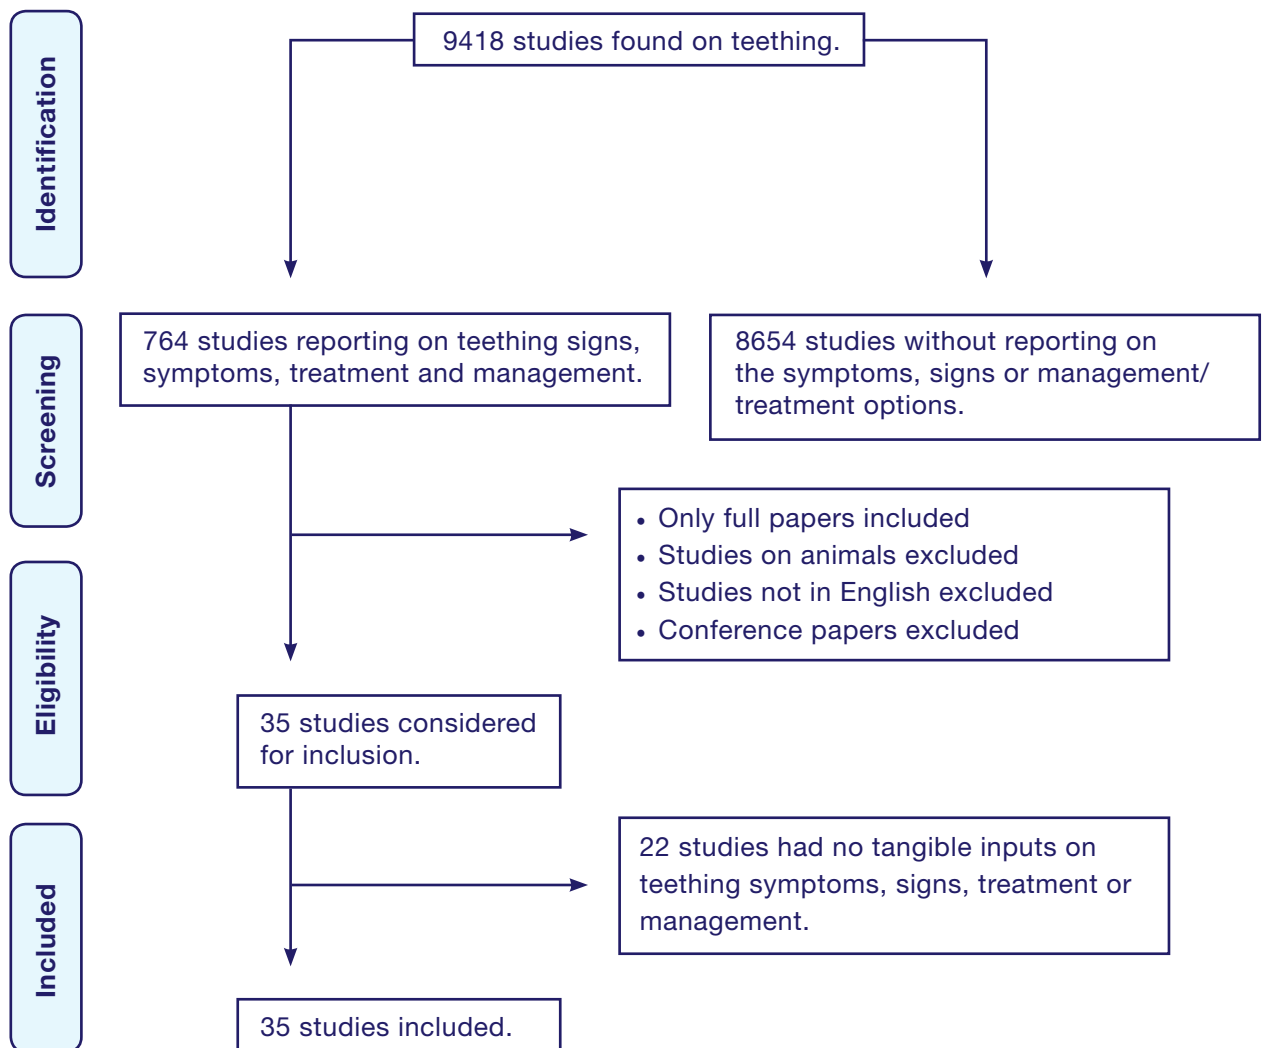 Identification
9418 studies found on teething.
Screening
764 studies reporting on teething signs,
symptoms, treatment and management.
8654 studies without reporting on
the symptoms, signs or management/
treatment options.
• Only full papers included
• Studies on animals excluded
• Studies not in English excluded
• Conference papers excluded
Eligibility
35 studies considered
for inclusion.
22 studies had no tangible inputs on
teething symptoms, signs, treatment or
management.
Included
35 studies included.